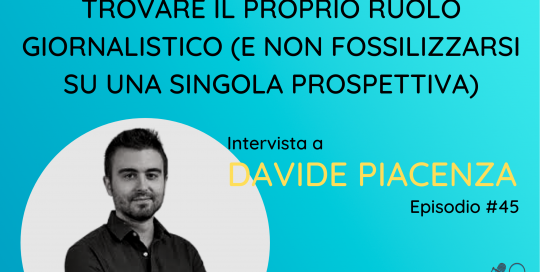 TROVARE IL PROPRIO RUOLO
GIORNALISTICO (E NON FOSSILIZZARSI
SU UNA SINGOLA PROSPETTIVA)
Intervista a
DAVIDE PIACENZA
Episodio #45